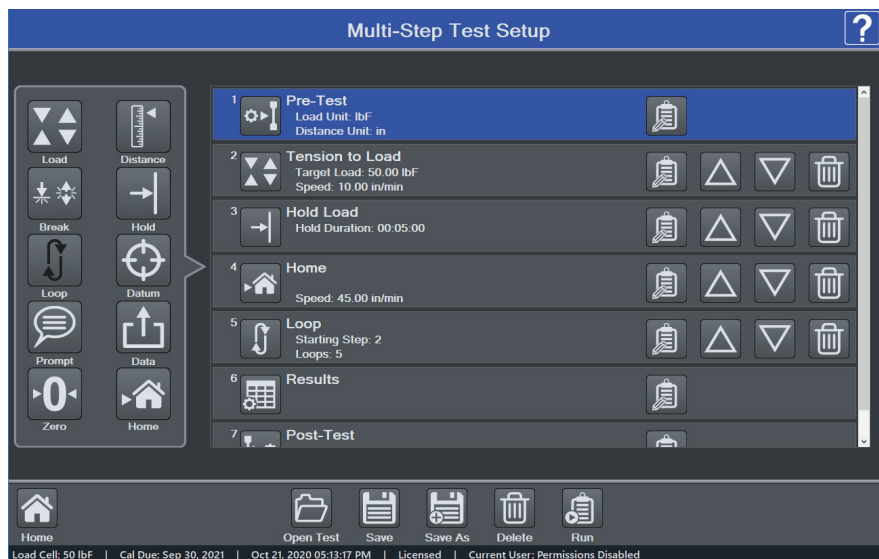 Multi-Step Test Setup
?
Load
Distance
Break
Hold
Loop
Datum
Prompt
Data
0
Zero
Home
1
Pre-Test
Load Unit: lbF
Distance Unit: in
2
Tension to Load
Target Load: 50.00 lbF
Speed: 10.00 in/min
3
Hold Load
Hold Duration: 00:05:00
4
Home
Speed: 45.00 in/min
5
Loop
Starting Step: 2
Loops: 5
6
Results
7
Post-Test
Home
Open Test
Save
Save As
Delete
Run
Load Cell: 50 lbF | Cal Due: Sep 30, 2021 | Oct 21, 2020 05:13:17 PM | Licensed | Current User: Permissions Disabled